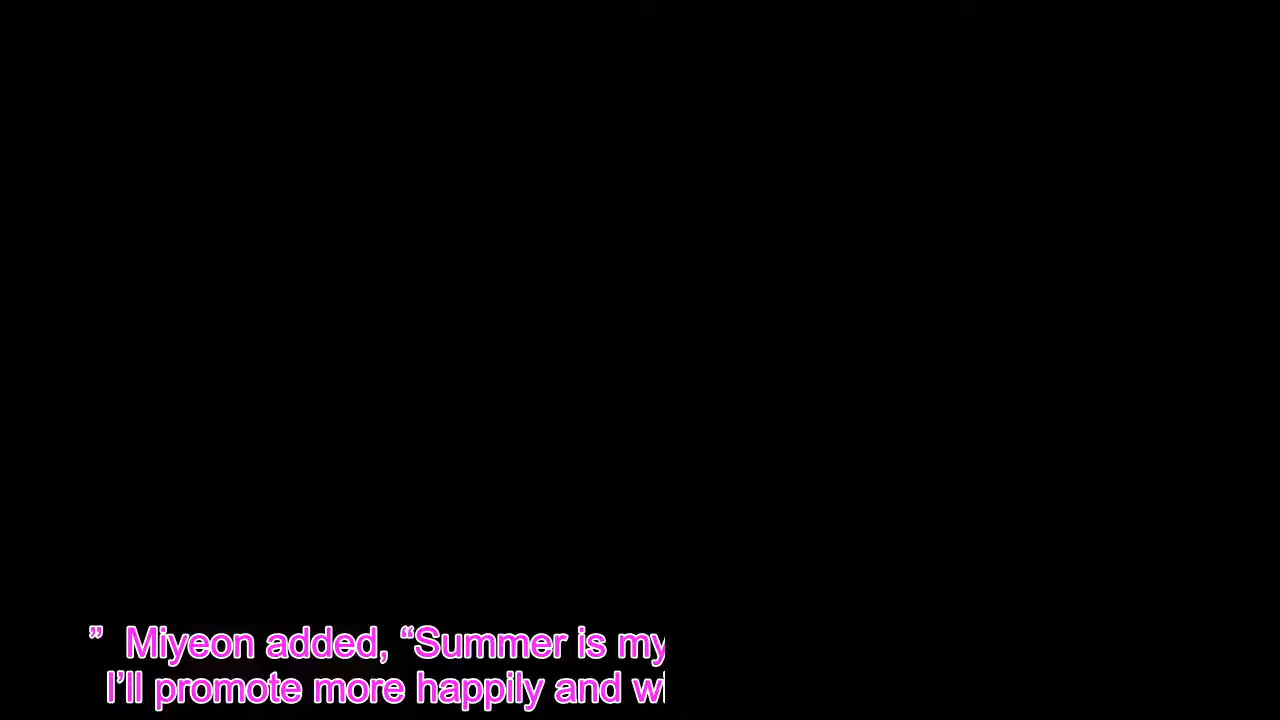 ” Miyeon added, “Summer is my
I’ll promote more happily and